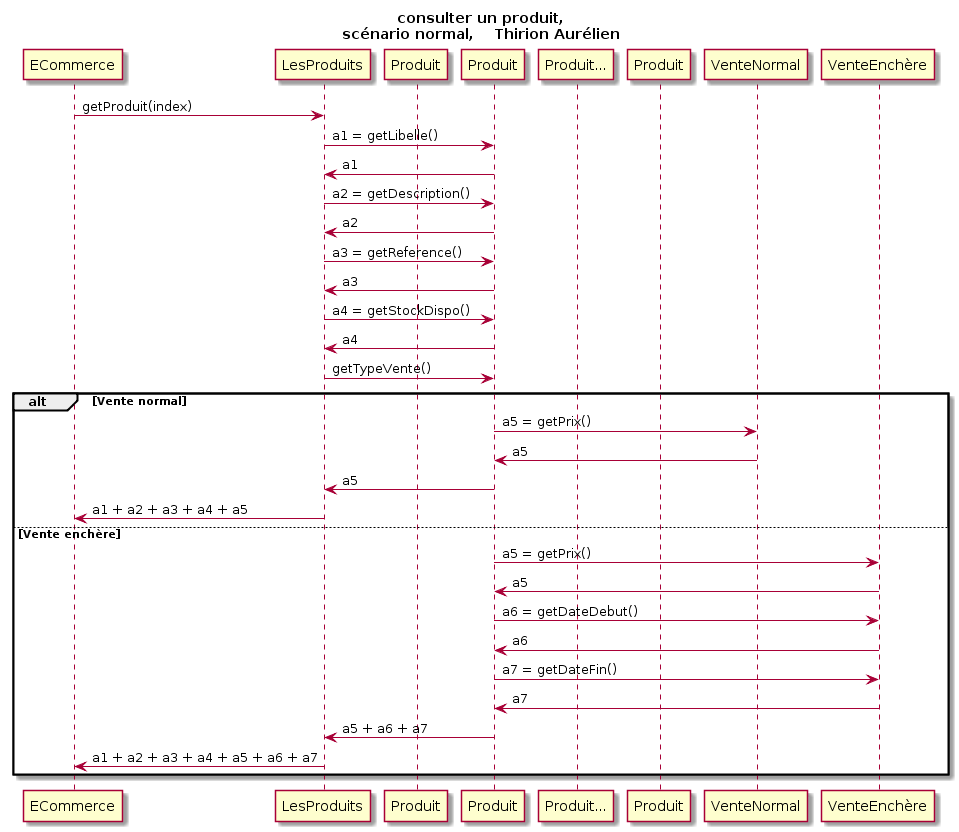 consulter un produit,
scénario normal, Thirion Aurélien
ECommerce LesProduits Produit Produit Produit... Produit VenteNormal VenteEnchère
getProduit(index)
a1 = getLibelle()
a1
a2 = getDescription()
a2
a3 = getReference()
a3
a4 = getStockDispo()
a4
getTypeVente()
alt [Vente normal]
a5 = getPrix()
a5
a5
a1 + a2 + a3 + a4 + a5
[Vente enchère]
a5 = getPrix()
a5
a6 = getDateDebut()
a6
a7 = getDateFin()
a7
a5 + a6 + a7
a1 + a2 + a3 + a4 + a5 + a6 + a7
ECommerce LesProduits Produit Produit Produit... Produit VenteNormal VenteEnchère